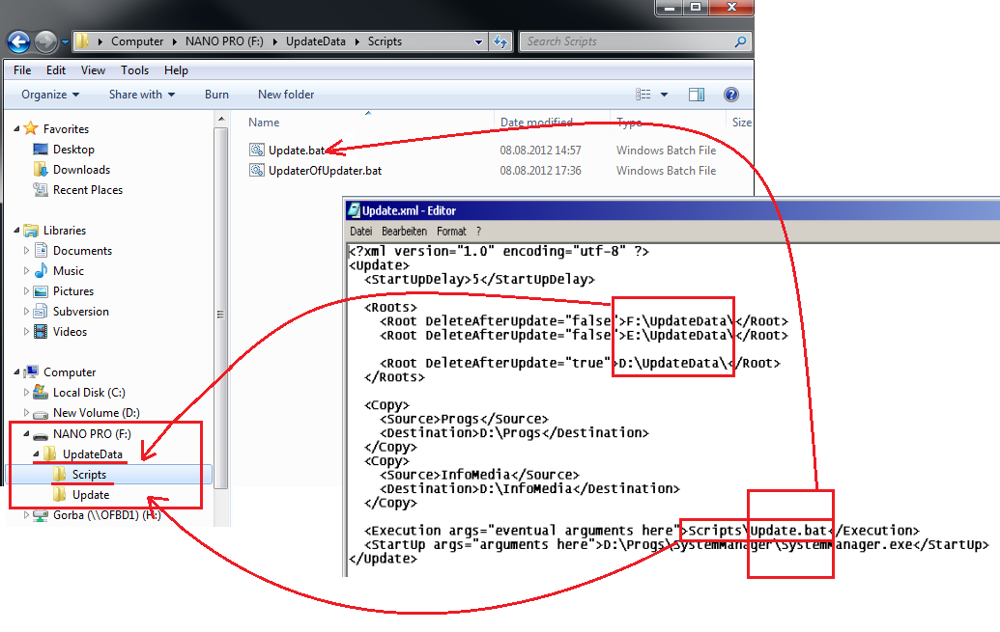 Computer ▸ NANO PRO (F:) ▸ UpdateData ▸ Scripts
Search Scripts
File Edit View Tools Help
Organize Share with Burn New folder
Name Date modified Type Size
Update.bat 08.08.2012 14:57 Windows Batch File
UpdaterOfUpdater.bat 08.08.2012 17:36 Windows Batch File
Favorites
Desktop
Downloads
Recent Places
Libraries
Documents
Music
Pictures
Subversion
Videos
Computer
Local Disk (C:)
New Volume (D:)
NANO PRO (F:)
UpdateData
Scripts
Update
Gorba (\\OFBD1) (H:)
Update.xml - Editor
Datei Bearbeiten Format ?
<?xml version="1.0" encoding="utf-8" ?>
<Update>
<StartUpDelay>5</StartUpDelay>
<Roots>
<Root DeleteAfterUpdate="false">F:\UpdateData\</Root>
<Root DeleteAfterUpdate="false">E:\UpdateData\</Root>
<Root DeleteAfterUpdate="true">D:\UpdateData\</Root>
</Roots>
<Copy>
<Source>Progs</Source>
<Destination>D:\Progs</Destination>
</Copy>
<Copy>
<Source>InfoMedia</Source>
<Destination>D:\InfoMedia</Destination>
</Copy>
<Execution args="eventual arguments here">Scripts\Update.bat</Execution>
<StartUp args="arguments here">D:\Progs\SystemManager\SystemManager.exe</StartUp>
</Update>